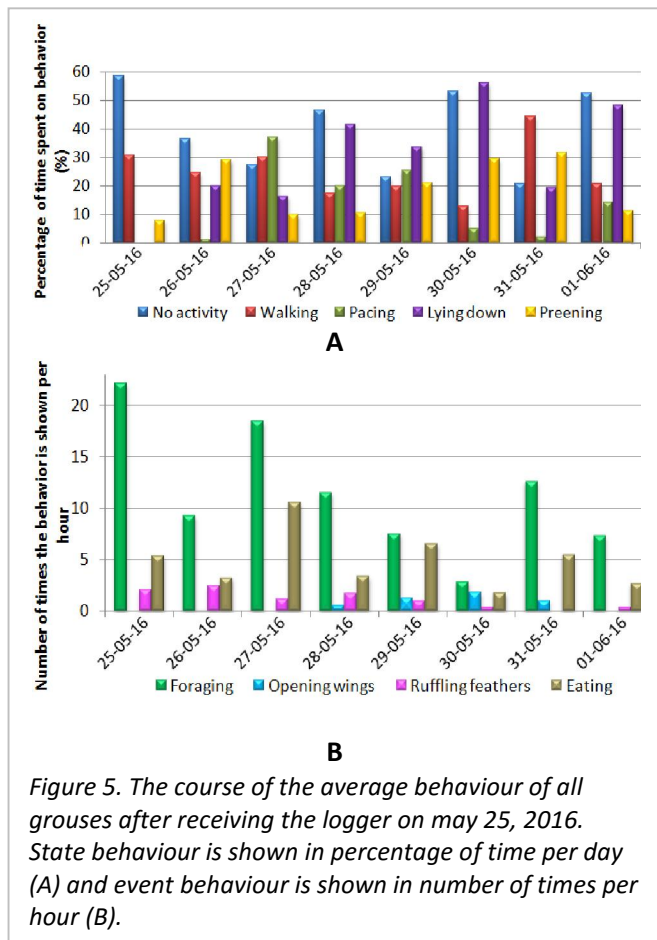 Percentage of time spent on behavior
(%)
60
50
40
30
20
10
0
25-05-16
26-05-16
27-05-16
28-05-16
29-05-16
30-05-16
31-05-16
01-06-16
No activity Walking Pacing Lying down Preening
A
Number of times the behavior is shown per
hour
20
15
10
5
0
25-05-16
26-05-16
27-05-16
28-05-16
29-05-16
30-05-16
31-05-16
01-06-16
Foraging Opening wings Ruffling feathers Eating
B
Figure 5. The course of the average behaviour of all
grouses after receiving the logger on may 25, 2016.
State behaviour is shown in percentage of time per day
(A) and event behaviour is shown in number of times per
hour (B).